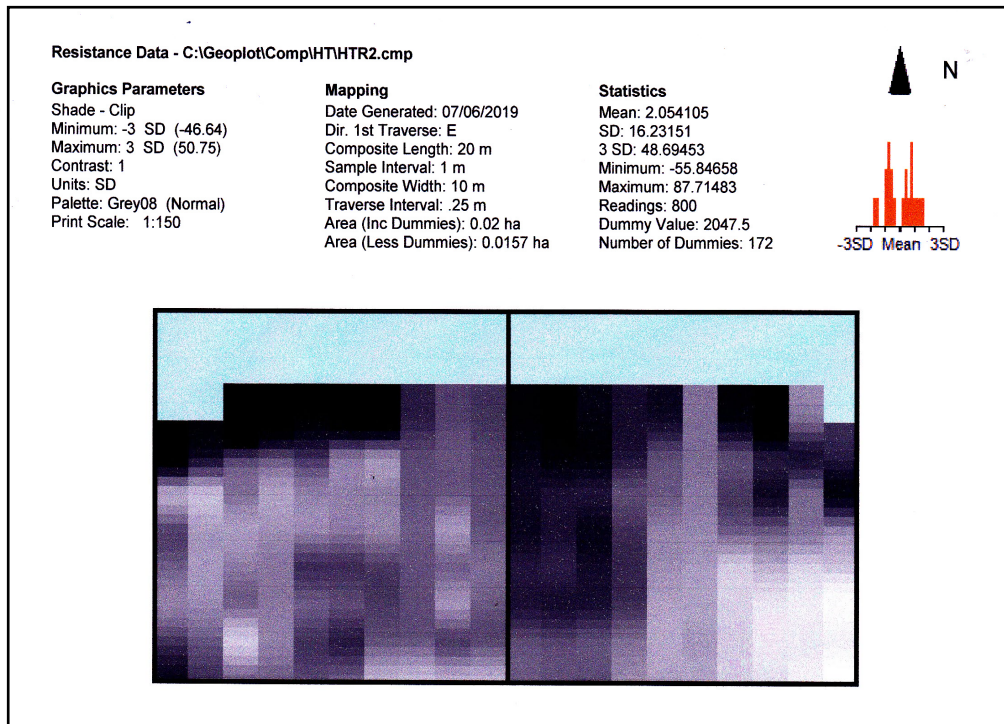 Resistance Data - C:\Geoplot\Comp\HT\HTR2.cmp
Graphics Parameters
Shade - Clip
Minimum: -3 SD (-46.64)
Maximum: 3 SD (50.75)
Contrast: 1
Units: SD
Palette: Grey08 (Normal)
Print Scale: 1:150
Mapping
Date Generated: 07/06/2019
Dir. 1st Traverse: E
Composite Length: 20 m
Sample Interval: 1 m
Composite Width: 10 m
Traverse Interval: .25 m
Area (Inc Dummies): 0.02 ha
Area (Less Dummies): 0.0157 ha
Statistics
Mean: 2.054105
SD: 16.23151
3 SD: 48.69453
Minimum: -55.84658
Maximum: 87.71483
Readings: 800
Dummy Value: 2047.5
Number of Dummies: 172
N
-3SD Mean 3SD